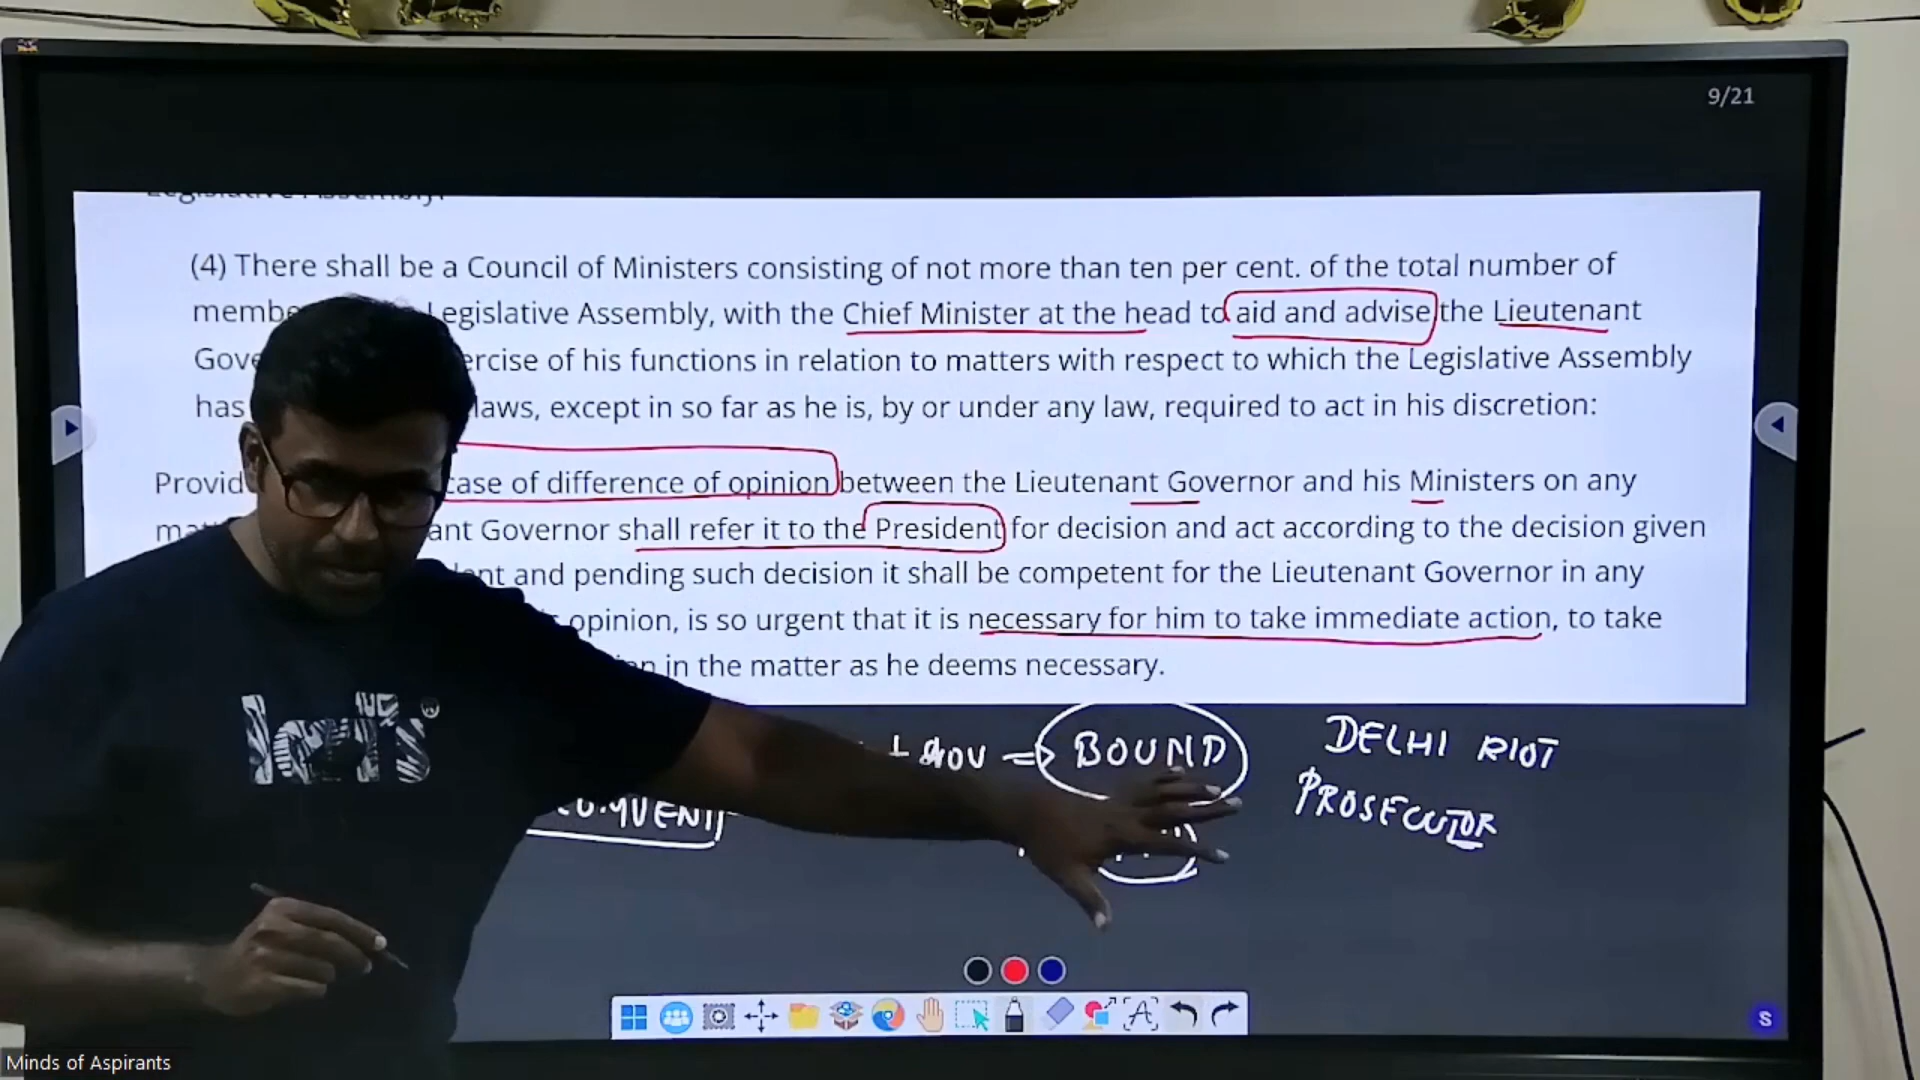 9/21
Legislative Assembly.
(4) There shall be a Council of Ministers consisting of not more than ten per cent. of the total number of
membe egislative Assembly, with the Chief Minister at the head to aid and advise the Lieutenant
Gove ercise of his functions in relation to matters with respect to which the Legislative Assembly
has laws, except in so far as he is, by or under any law, required to act in his discretion:
Provid case of difference of opinion between the Lieutenant Governor and his Ministers on any
ma ant Governor shall refer it to the President for decision and act according to the decision given
ent and pending such decision it shall be competent for the Lieutenant Governor in any
opinion, is so urgent that it is necessary for him to take immediate action, to take
in the matter as he deems necessary.
GOV => BOUND
DELHI RIOT
PROSECUTOR
S
Minds of Aspirants